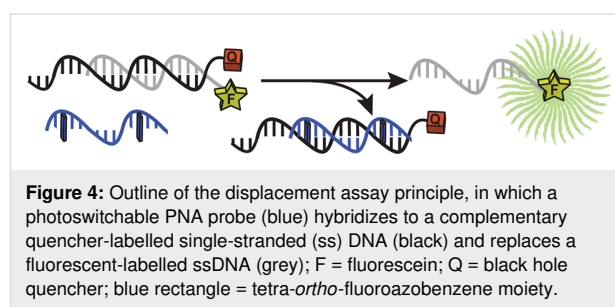 Q
F
F
Q
Figure 4: Outline of the displacement assay principle, in which a
photoswitchable PNA probe (blue) hybridizes to a complementary
quencher-labelled single-stranded (ss) DNA (black) and replaces a
fluorescent-labelled ssDNA (grey); F = fluorescein; Q = black hole
quencher; blue rectangle = tetra-ortho-fluoroazobenzene moiety.